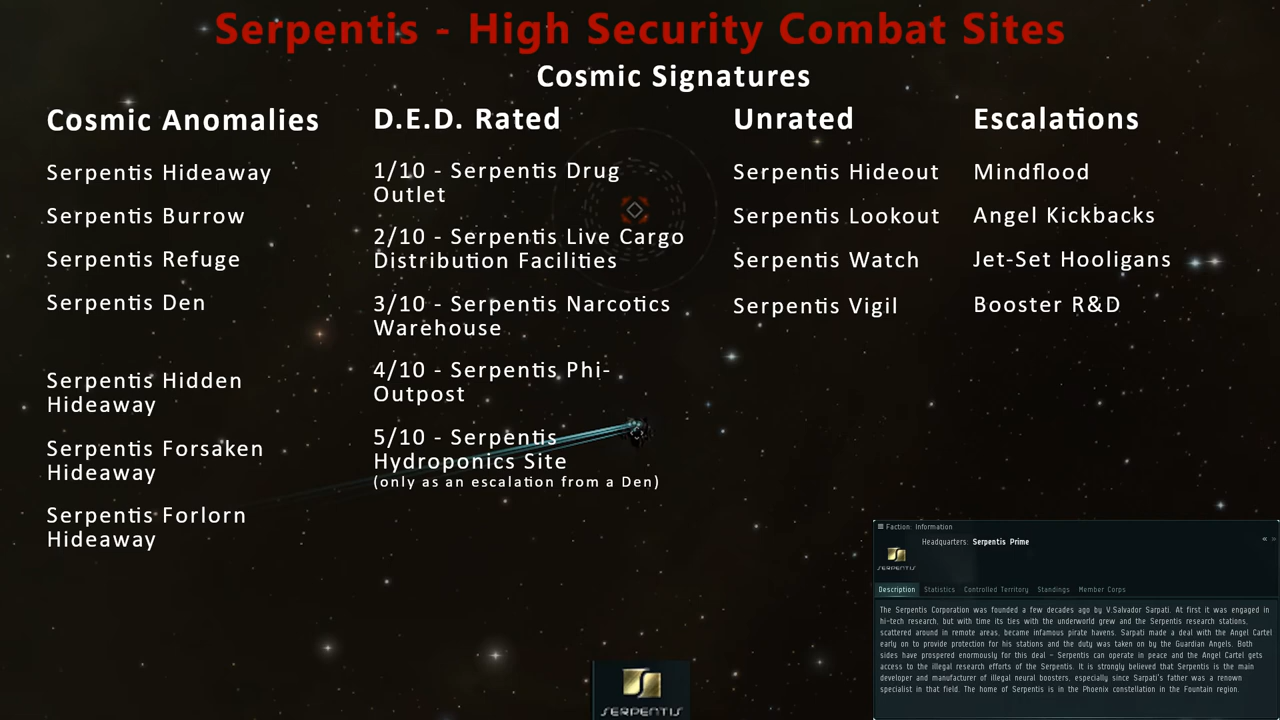 Serpentis - High Security Combat Sites
Cosmic Signatures
Cosmic Anomalies
Serpentis Hideaway
Serpentis Burrow
Serpentis Refuge
Serpentis Den
Serpentis Hidden
Hideaway
Serpentis Forsaken
Hideaway
Serpentis Forlorn
Hideaway
D.E.D. Rated
1/10 - Serpentis Drug
Outlet
2/10 - Serpentis Live Cargo
Distribution Facilities
3/10 - Serpentis Narcotics
Warehouse
4/10 - Serpentis Phi-
Outpost
5/10 - Serpentis
Hydroponics Site
(only as an escalation from a Den)
Unrated
Serpentis Hideout
Serpentis Lookout
Serpentis Watch
Serpentis Vigil
Escalations
Mindflood
Angel Kickbacks
Jet-Set Hooligans
Booster R&D
Faction: Information
Headquarters: Serpentis Prime
SERPENTIS
Description Statistics Controlled Territory Standings Member Corps
The Serpentis Corporation was founded a few decades ago by V.Salvador Sarpati. At first it was engaged in
hi-tech research, but with time its ties with the underworld grew and the Serpentis research stations,
scattered around in remote areas, became infamous pirate havens. Sarpati made a deal with the Angel Cartel
early on to provide protection for his stations and the duty was taken on by the Guardian Angels. Both
sides have prospered enormously for this deal - Serpentis can operate in peace and the Angel Cartel gets
access to the illegal research efforts of the Serpentis. It is strongly believed that Serpentis is the main
developer and manufacturer of illegal neural boosters, especially since Sarpati's father was a renown
specialist in that field. The home of Serpentis is in the Phoenix constellation in the Fountain region.
SERPENTIS